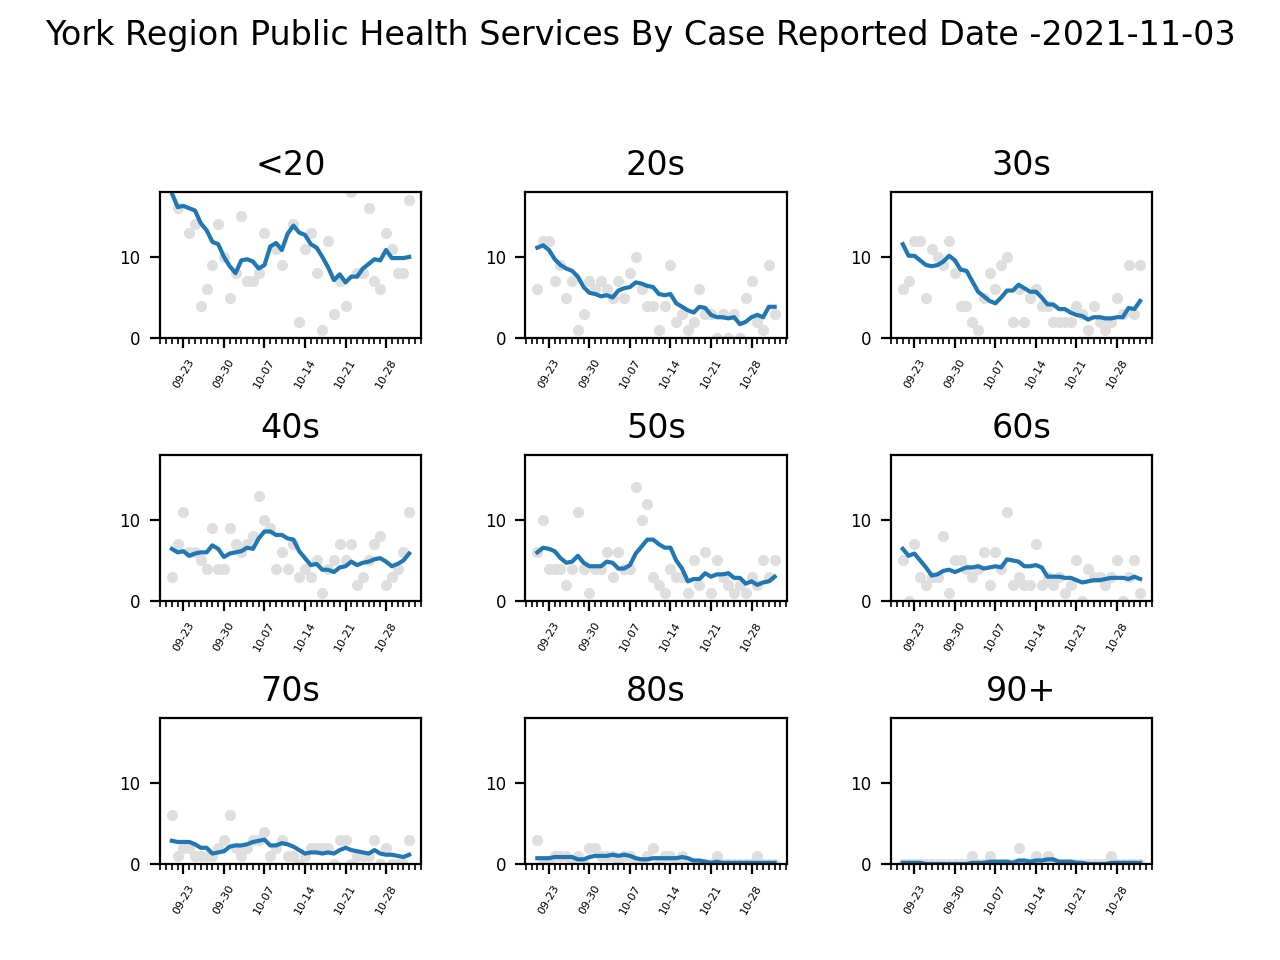 York Region Public Health Services By Case Reported Date -2021-11-03
<20 20s 30s
10 10 10
0 0 0
09-23 09-30 10-07 10-14 10-21 10-28 09-23 09-30 10-07 10-14 10-21 10-28 09-23 09-30 10-07 10-14 10-21 10-28
40s 50s 60s
10 10 10
0 0 0
09-23 09-30 10-07 10-14 10-21 10-28 09-23 09-30 10-07 10-14 10-21 10-28 09-23 09-30 10-07 10-14 10-21 10-28
70s 80s 90+
10 10 10
0 0 0
09-23 09-30 10-07 10-14 10-21 10-28 09-23 09-30 10-07 10-14 10-21 10-28 09-23 09-30 10-07 10-14 10-21 10-28